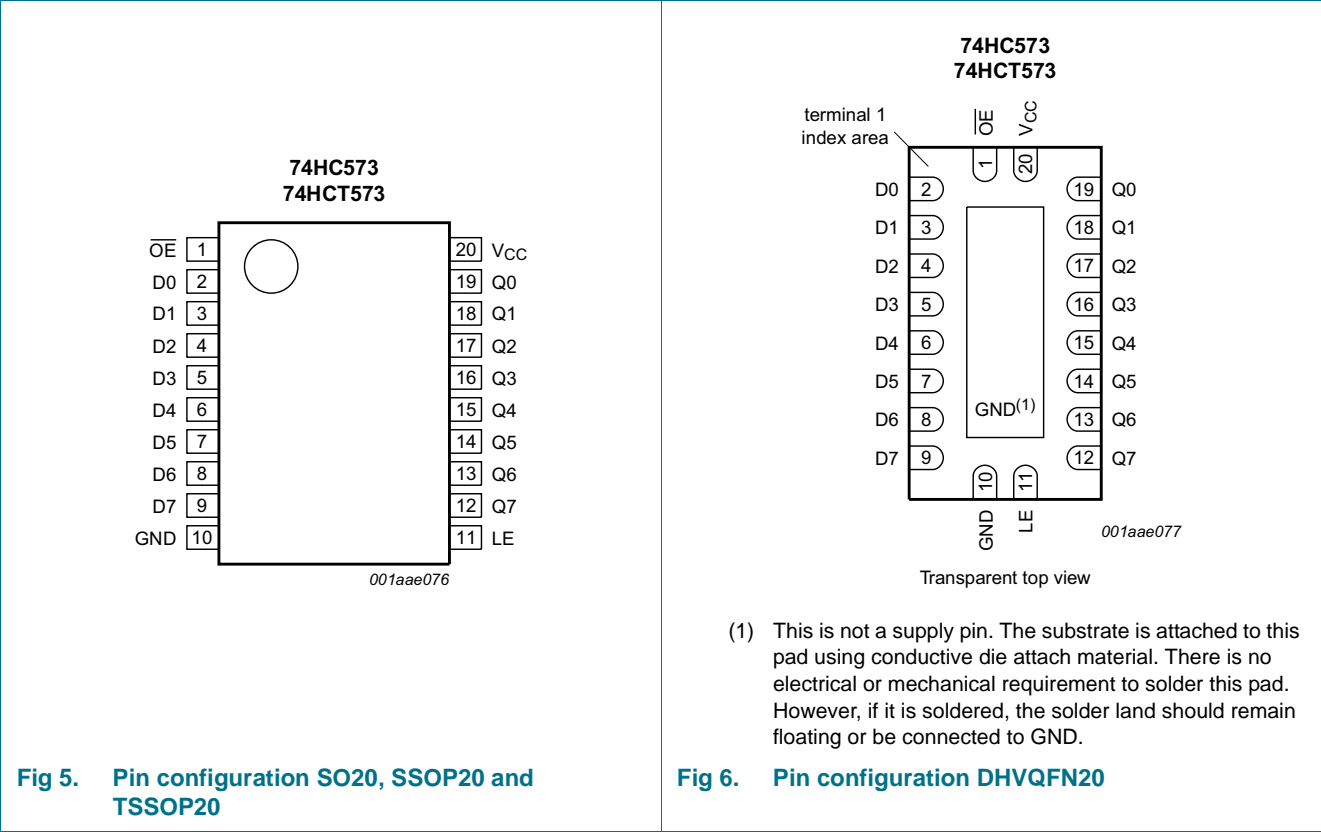 74HC573
74HCT573
OE 1
D0 2
D1 3
D2 4
D3 5
D4 6
D5 7
D6 8
D7 9
GND 10
20 VCC
19 Q0
18 Q1
17 Q2
16 Q3
15 Q4
14 Q5
13 Q6
12 Q7
11 LE
001aae076
Fig 5. Pin configuration SO20, SSOP20 and
TSSOP20
74HC573
74HCT573
terminal 1
index area
OE
VCC
1
20
D0 2
D1 3
D2 4
D3 5
D4 6
D5 7
D6 8
D7 9
19 Q0
18 Q1
17 Q2
16 Q3
15 Q4
14 Q5
13 Q6
12 Q7
GND(1)
10
11
GND
LE
001aae077
Transparent top view
(1) This is not a supply pin. The substrate is attached to this
pad using conductive die attach material. There is no
electrical or mechanical requirement to solder this pad.
However, if it is soldered, the solder land should remain
floating or be connected to GND.
Fig 6. Pin configuration DHVQFN20